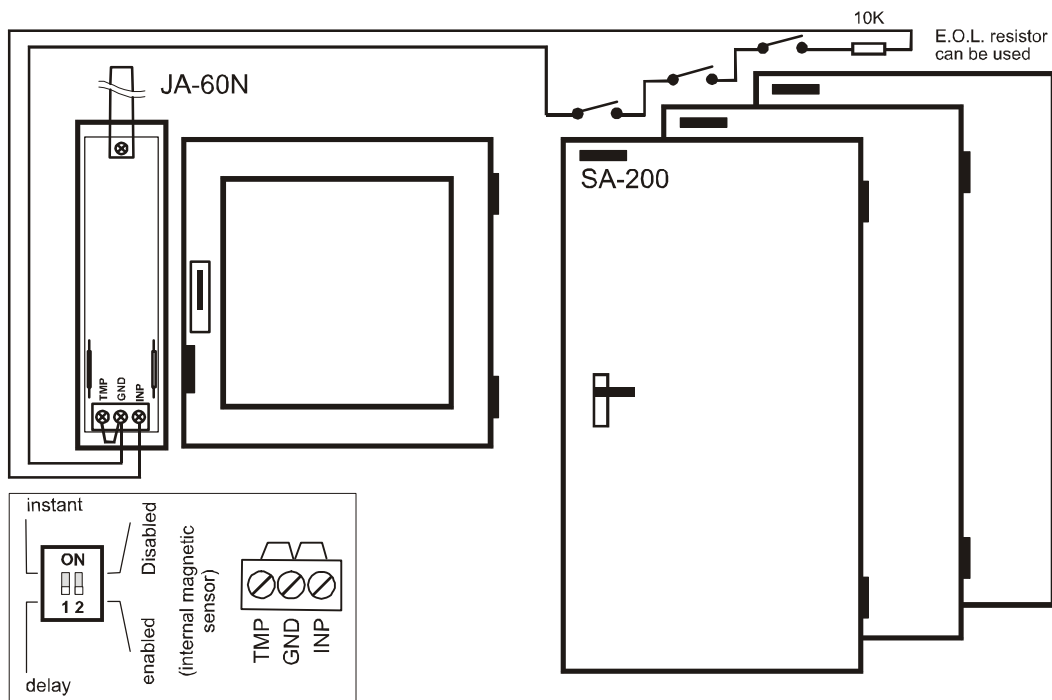 10K
E.O.L. resistor
can be used
JA-60N
SA-200
TMP
GND
INP
instant
Disabled
ON
1 2
enabled
delay
(internal magnetic
sensor)
TMP
GND
INP